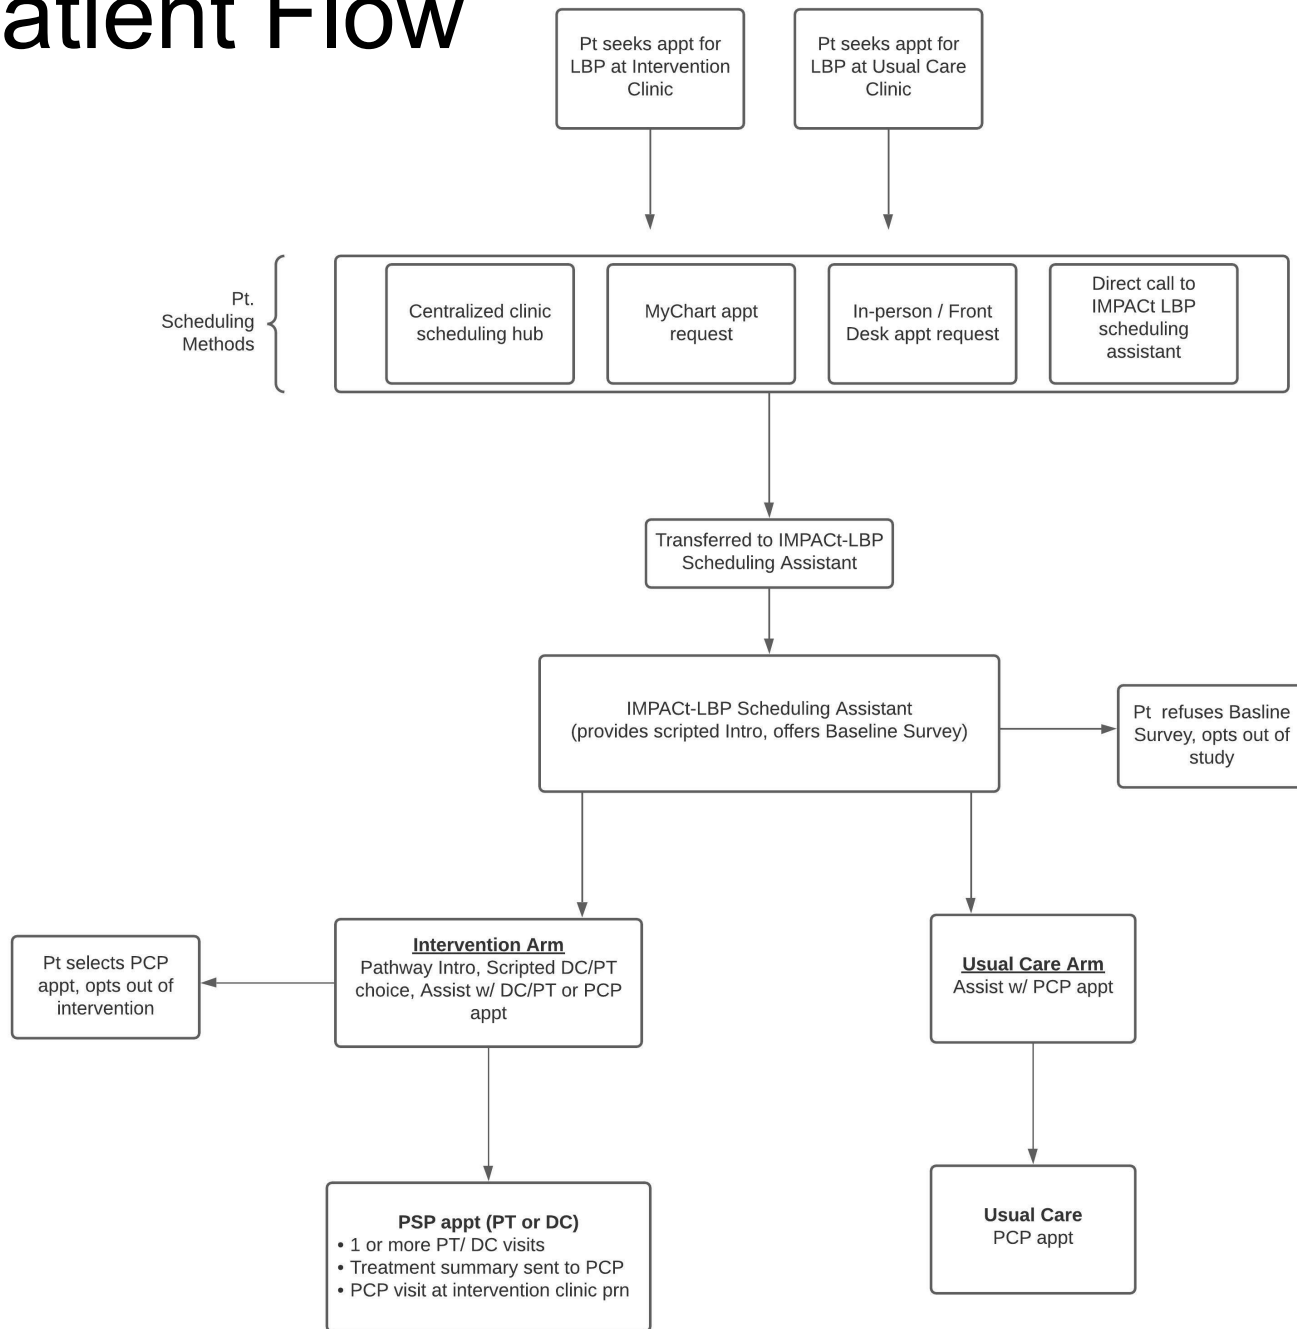 atient Flow
Pt seeks appt for
LBP at Intervention
Clinic
Pt seeks appt for
LBP at Usual Care
Clinic
Pt.
Scheduling
Methods
Centralized clinic
scheduling hub
MyChart appt
request
In-person / Front
Desk appt request
Direct call to
IMPACt LBP
scheduling
assistant
Transferred to IMPACt-LBP
Scheduling Assistant
IMPACt-LBP Scheduling Assistant
(provides scripted Intro, offers Baseline Survey)
Pt refuses Basline
Survey, opts out of
study
Pt selects PCP
appt, opts out of
intervention
Intervention Arm
Pathway Intro, Scripted DC/PT
choice, Assist w/ DC/PT or PCP
appt
Usual Care Arm
Assist w/ PCP appt
PSP appt (PT or DC)
• 1 or more PT/ DC visits
• Treatment summary sent to PCP
• PCP visit at intervention clinic prn
Usual Care
PCP appt